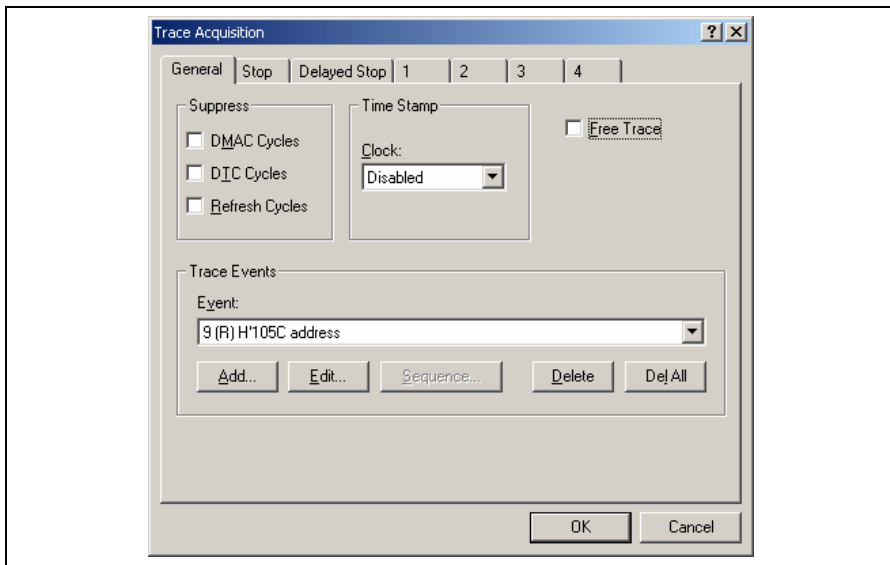 Trace Acquisition
General Stop Delayed Stop 1 2 3 4
Suppress
DMAC Cycles
DTC Cycles
Refresh Cycles
Time Stamp
Clock:
Disabled
Free Trace
Trace Events
Event:
9 (R) H'105C address
Add... Edit... Sequence... Delete Del All
OK Cancel